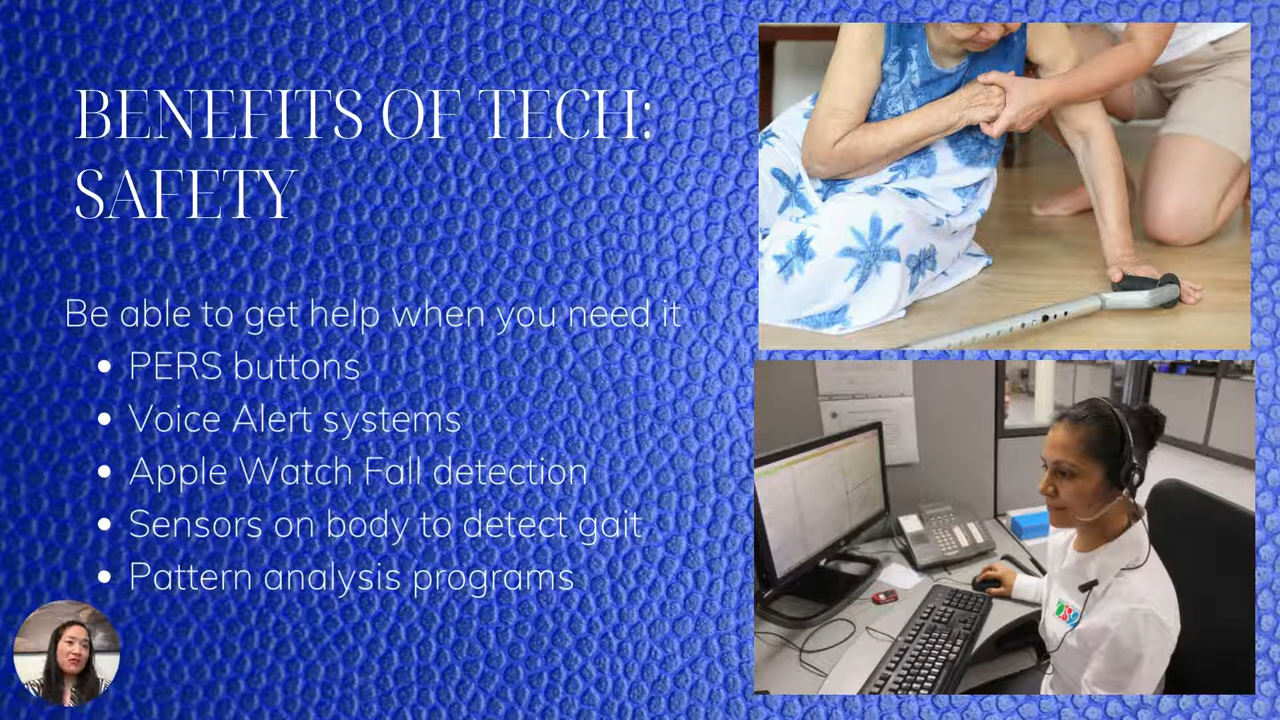 BENEFITS OF TECH:
SAFETY
Be able to get help when you need it
• PERS buttons
• Voice Alert systems
• Apple Watch Fall detection
• Sensors on body to detect gait
• Pattern analysis programs